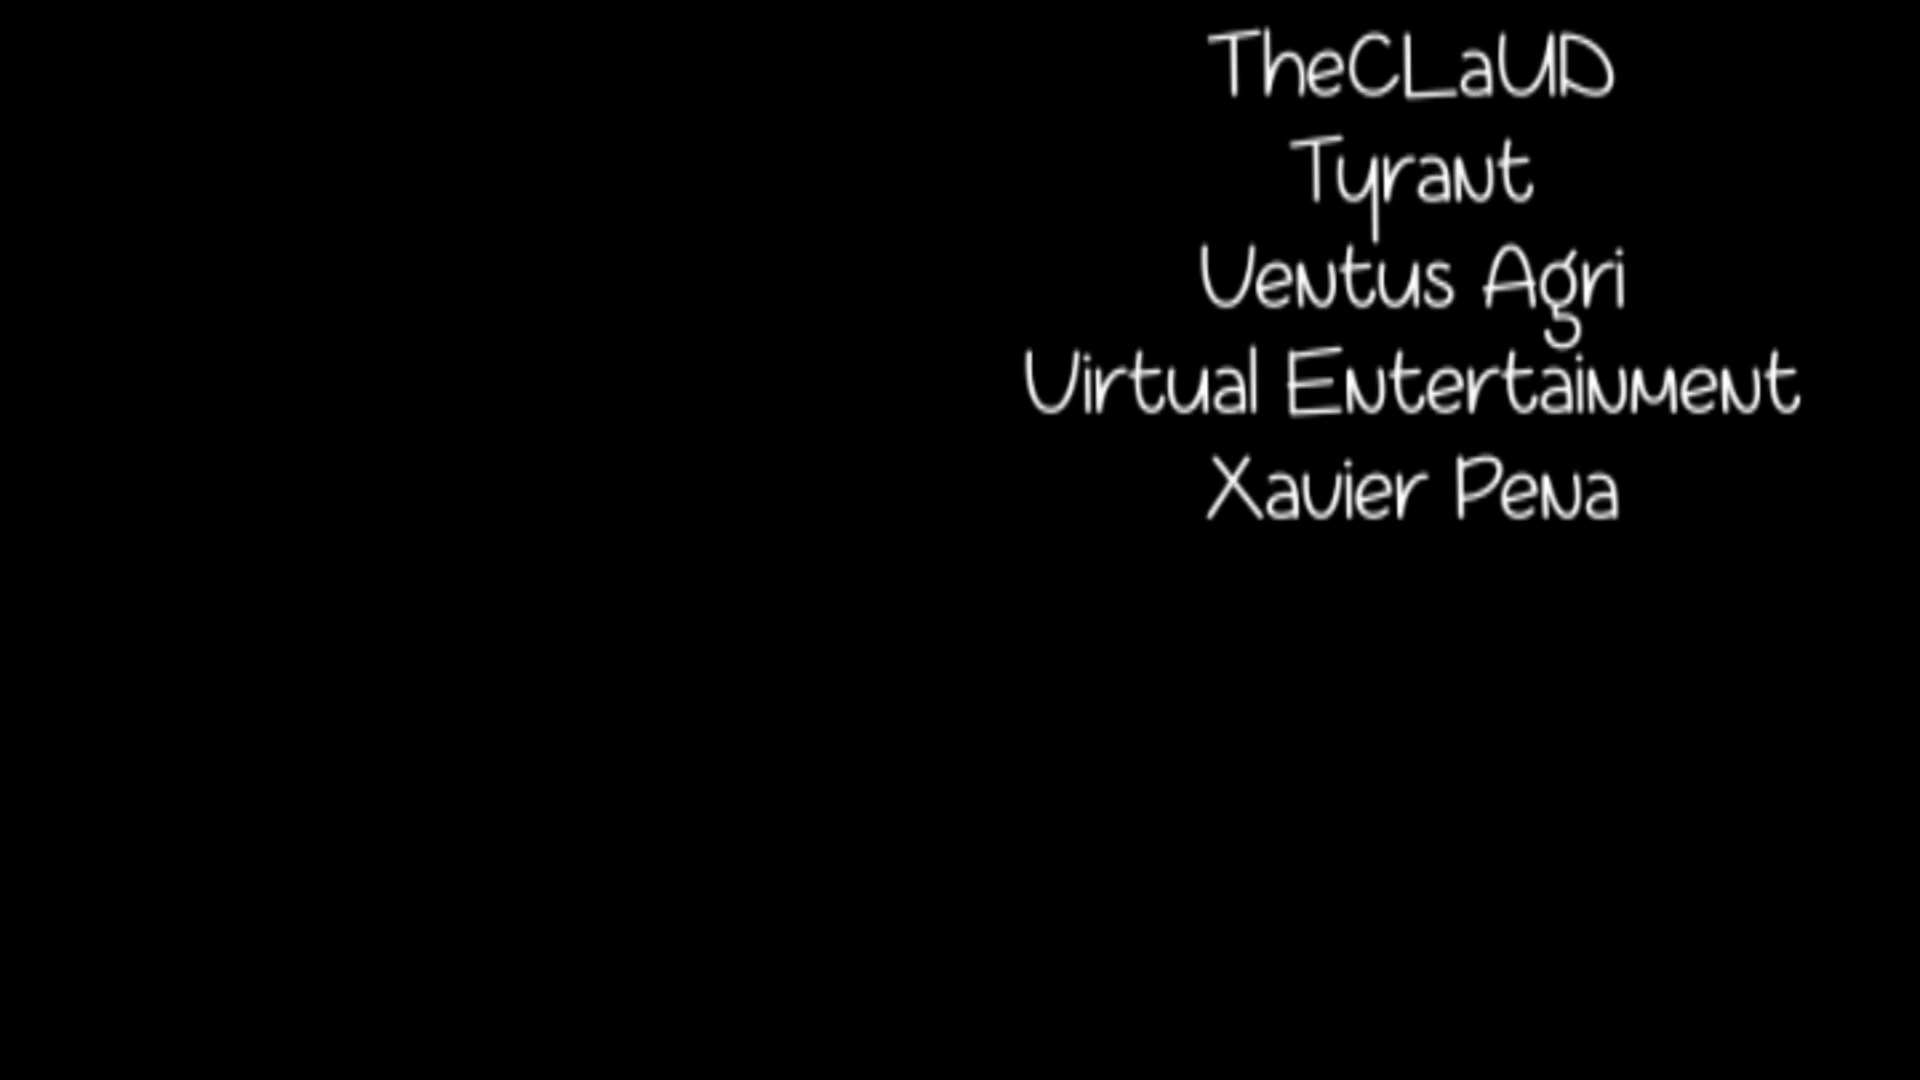 TheCLaUD
Tyrant
Ventus Agri
Virtual Entertainment
Xavier Pena